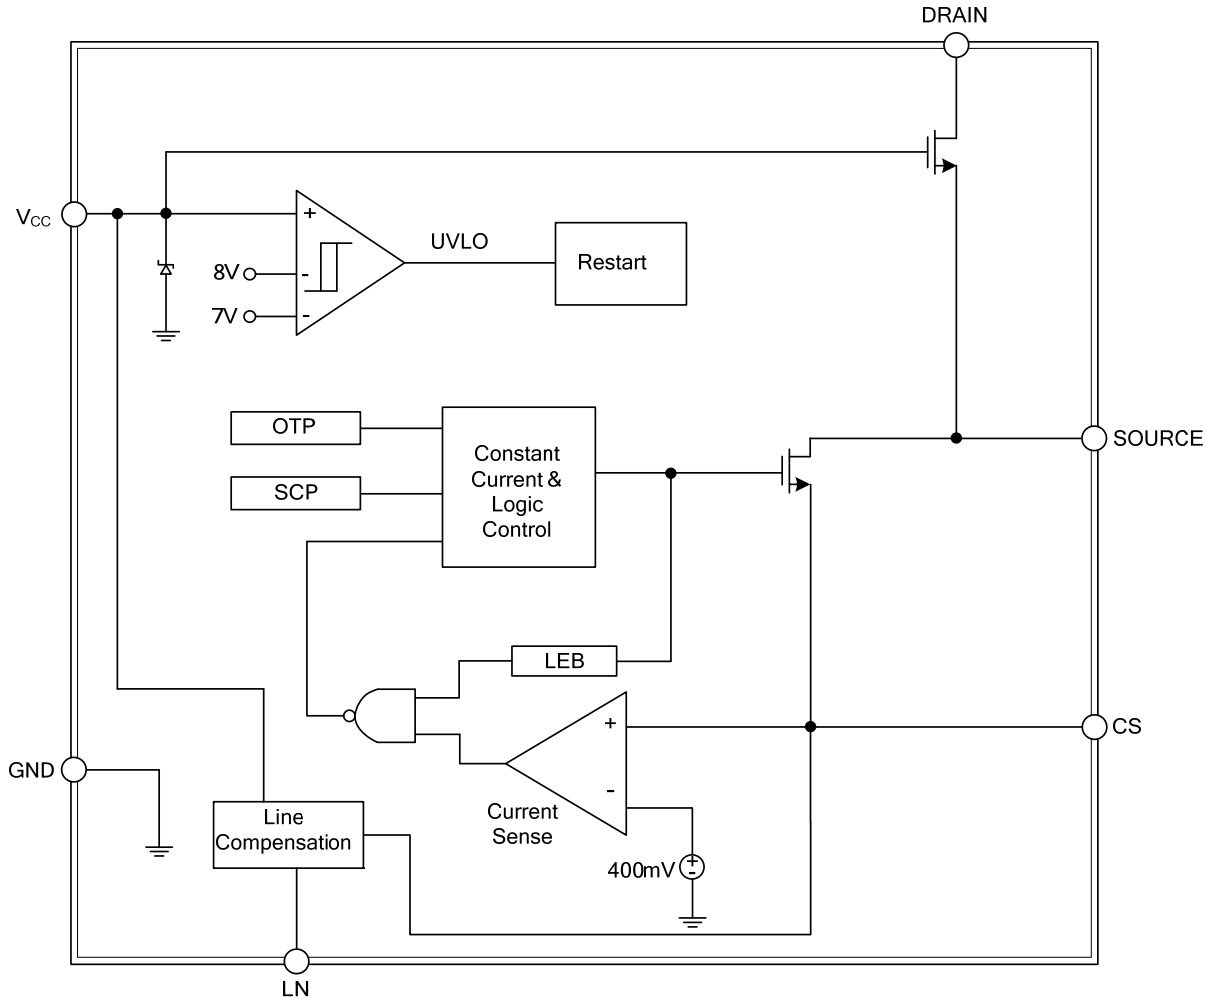 DRAIN
VCC
+
8V
-
7V
-
UVLO
Restart
OTP
SCP
Constant
Current &
Logic
Control
SOURCE
LEB
+
-
CS
Current
Sense
GND
Line
Compensation
400mV
+
-
LN